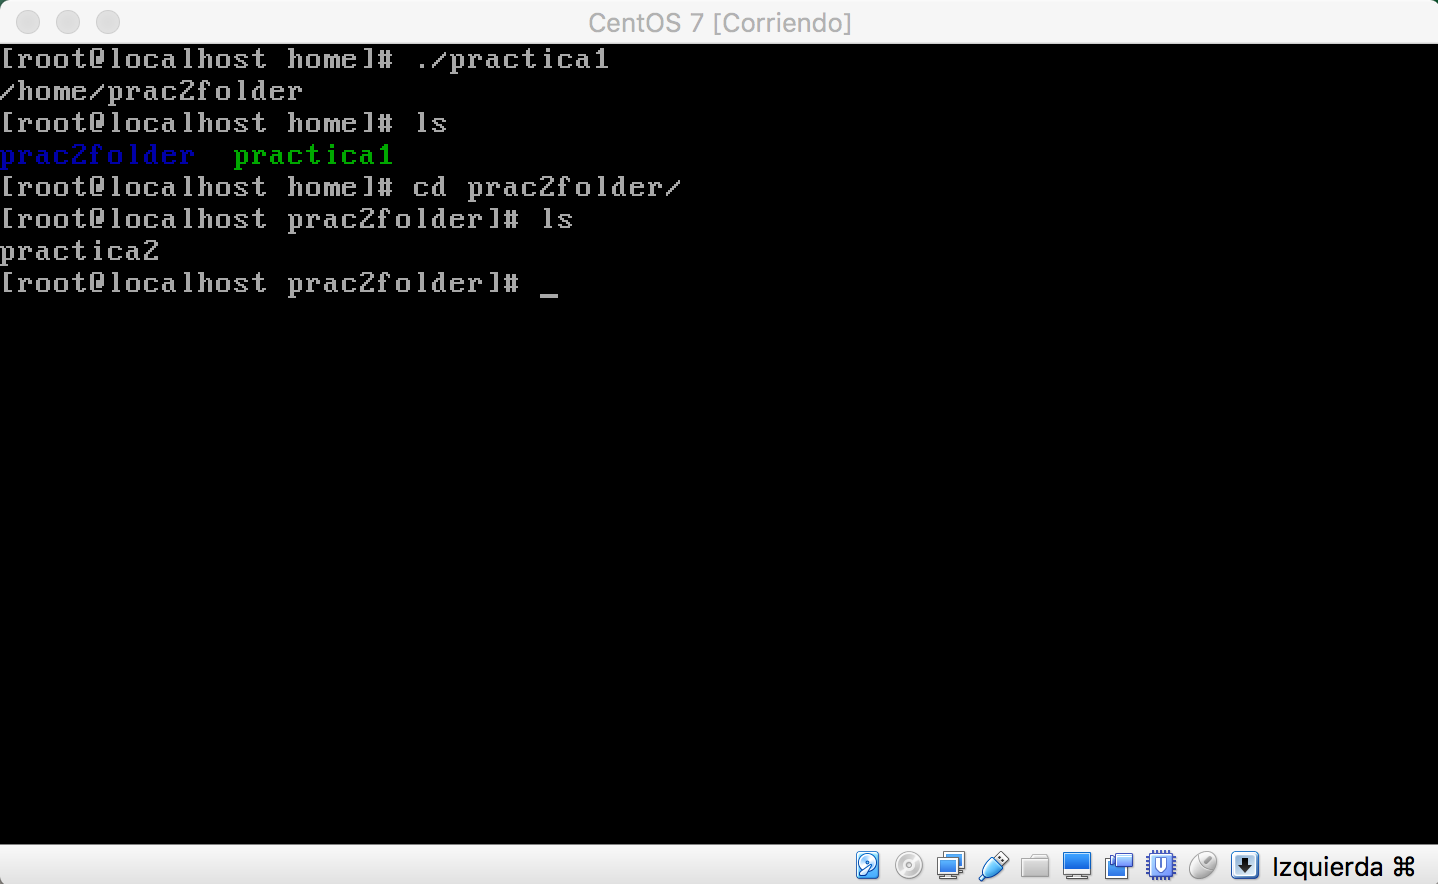 CentOS 7 [Corriendo]
[root@localhost home]# ./practica1
/home/prac2folder
[root@localhost home]# ls
prac2folder  practica1
[root@localhost home]# cd prac2folder/
[root@localhost prac2folder]# ls
practica2
[root@localhost prac2folder]# _
Izquierda ⌘